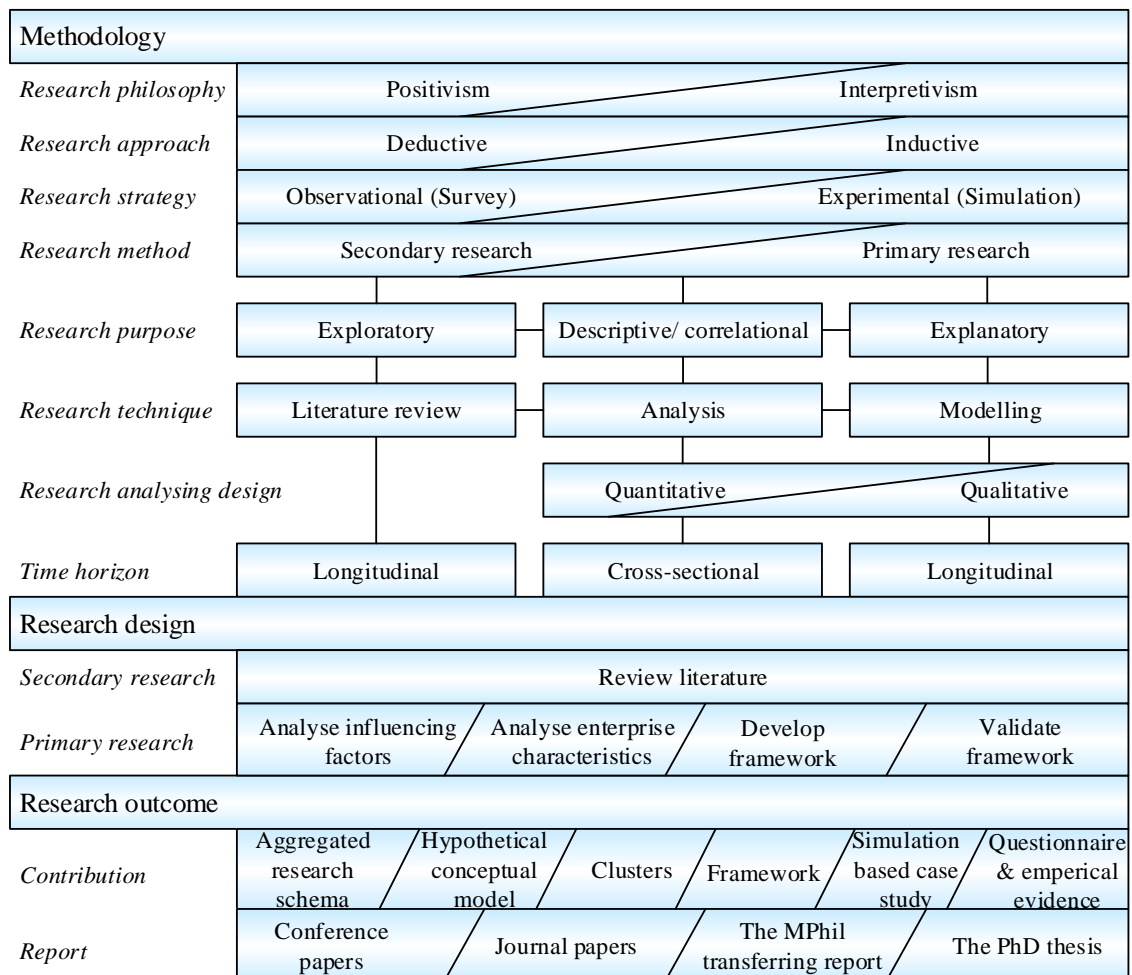 Methodology
Research philosophy
Positivism
Interpretivism
Research approach
Deductive
Inductive
Research strategy
Observational (Survey)
Experimental (Simulation)
Research method
Secondary research
Primary research
Research purpose
Exploratory
Descriptive/ correlational
Explanatory
Research technique
Literature review
Analysis
Modelling
Research analysing design
Quantitative
Qualitative
Time horizon
Longitudinal
Cross-sectional
Longitudinal
Research design
Secondary research
Review literature
Primary research
Analyse influencing
factors
Analyse enterprise
characteristics
Develop
framework
Validate
framework
Research outcome
Contribution
Aggregated
research
schema
Hypothetical
conceptual
model
Clusters
Framework
Simulation
based case
study
Questionnaire
& emperical
evidence
Report
Conference
papers
Journal papers
The MPhil
transferring report
The PhD thesis